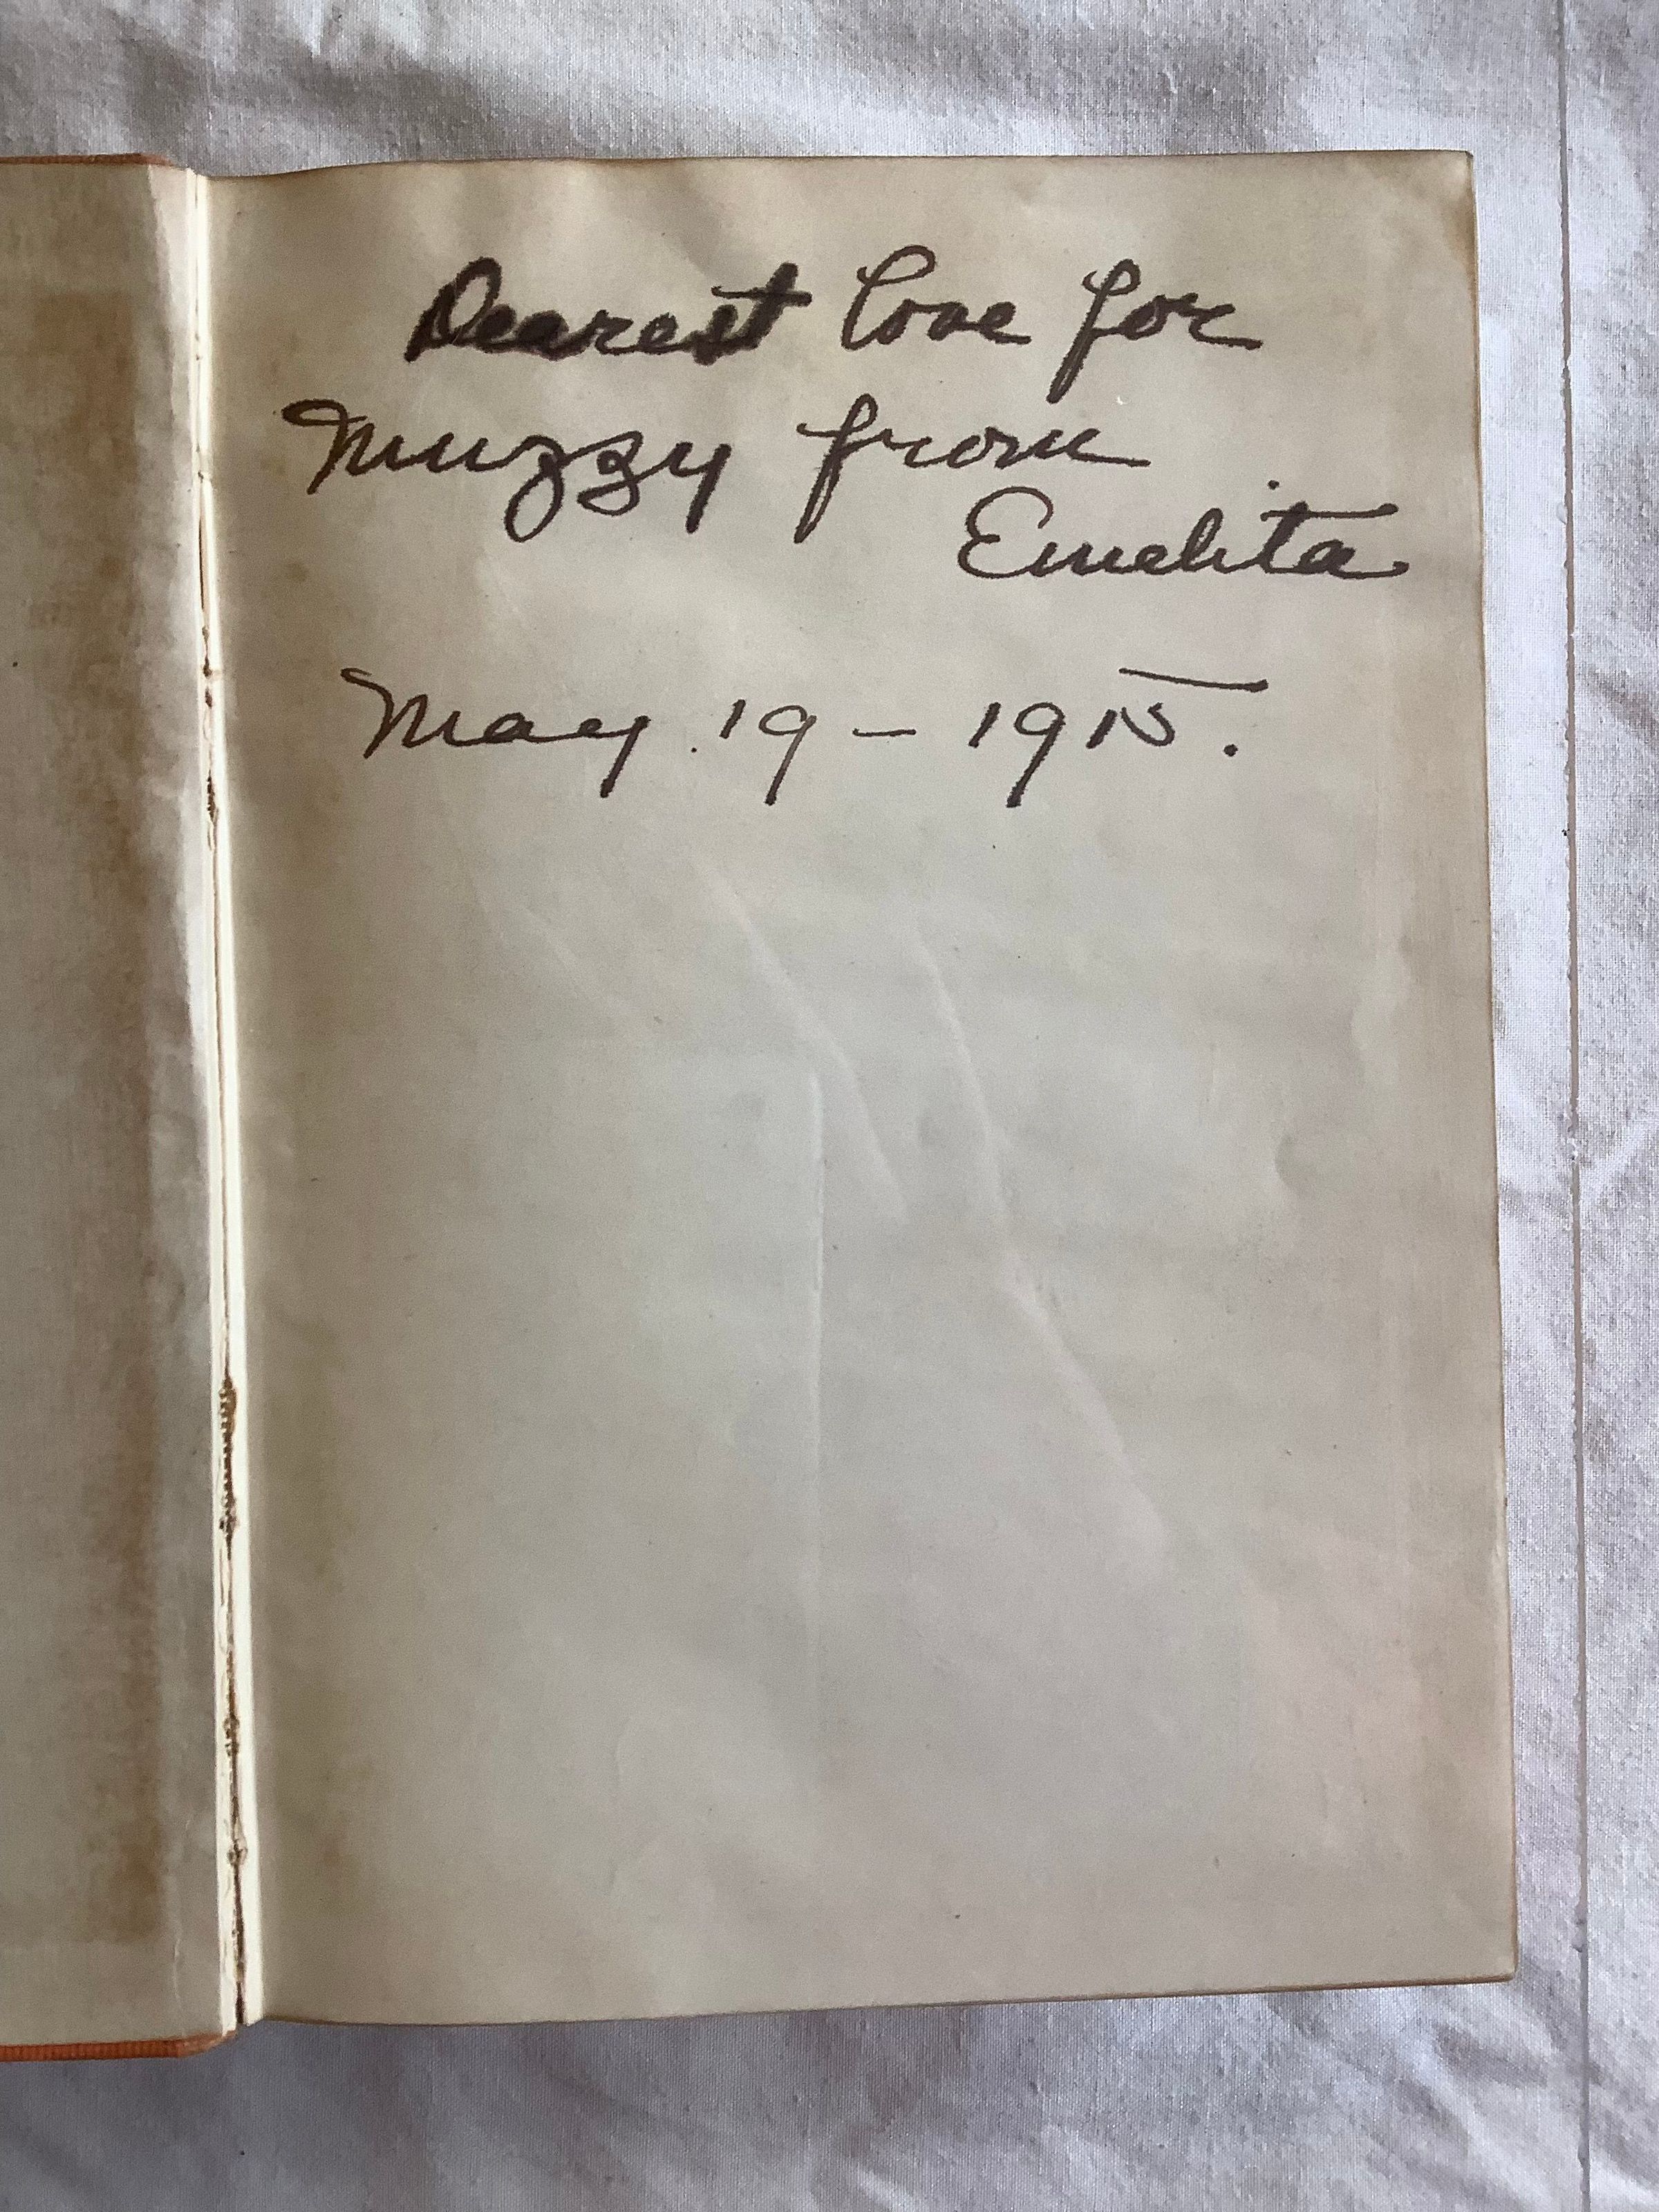 Dearest love for
Muzzy from
Emelita
May. 19 - 1915.